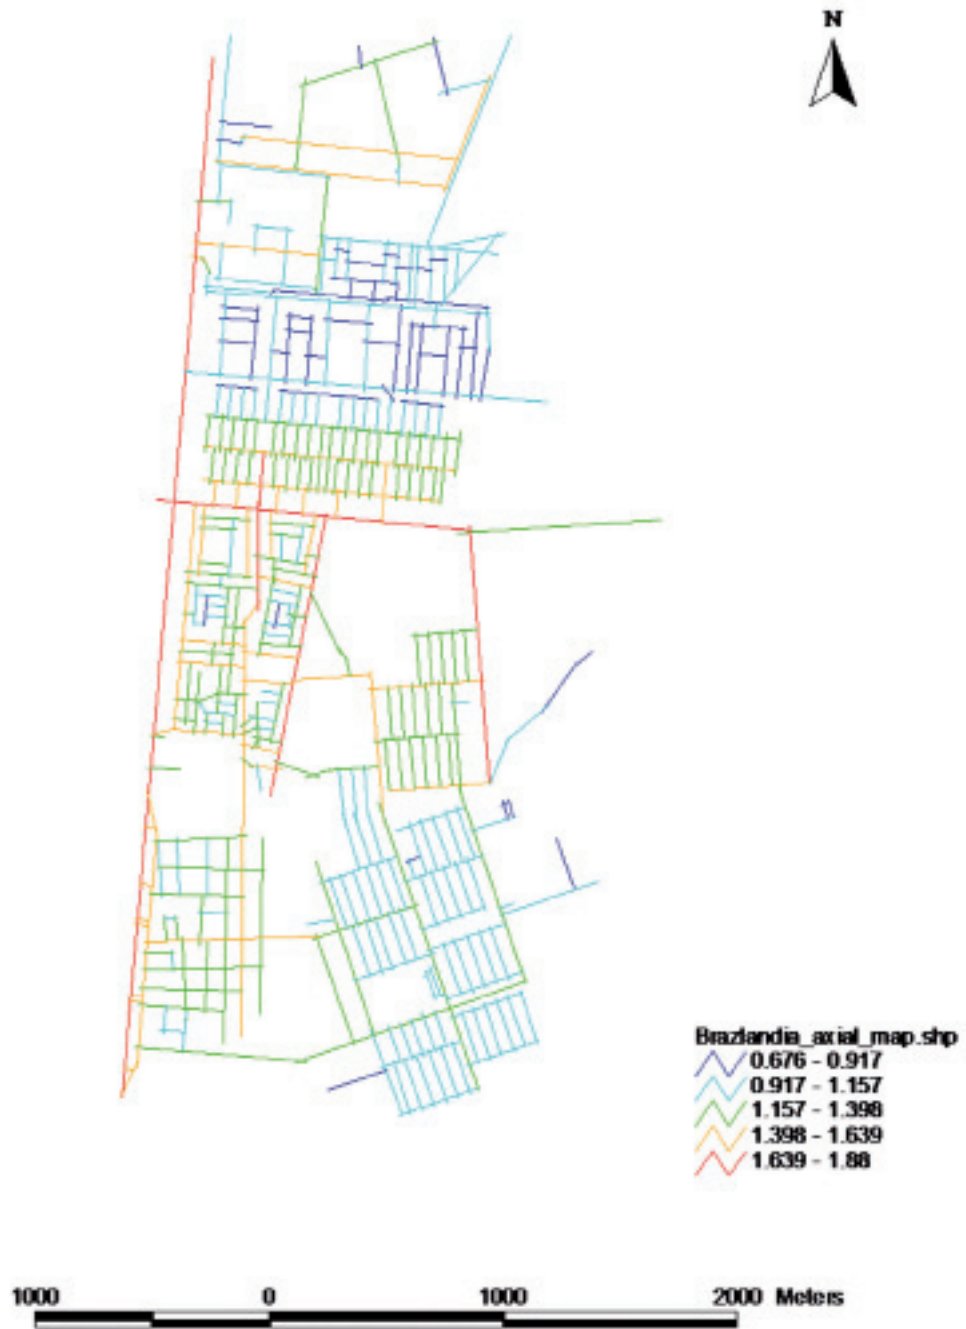 N
Brazlandia_axial_map.shp
0.676 - 0.917
0.917 - 1.157
1.157 - 1.398
1.398 - 1.639
1.639 - 1.88
1000 0 1000 2000 Meters